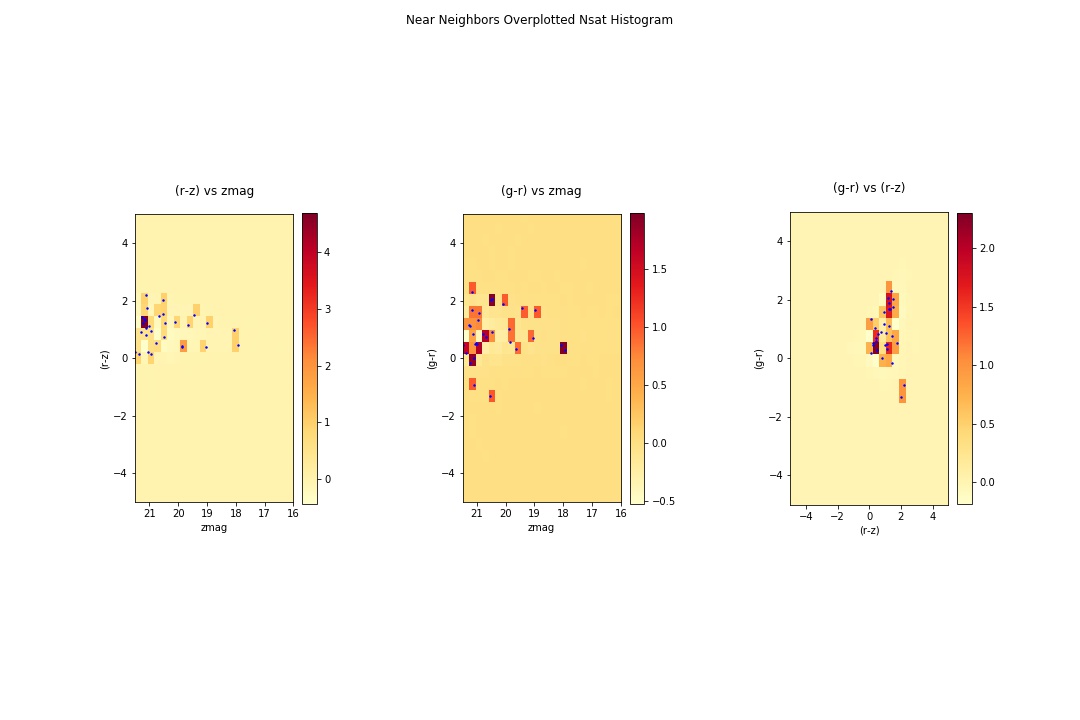 Near Neighbors Overplotted Nsat Histogram
(r-z) vs zmag
(g-r) vs zmag
(g-r) vs (r-z)
4
2
0
−2
−4
(r-z)
21 20 19 18 17 16
zmag
4
3
2
1
0
4
2
0
−2
−4
(g-r)
21 20 19 18 17 16
zmag
1.5
1.0
0.5
0.0
−0.5
4
2
0
−2
−4
(g-r)
−4 −2 0 2 4
(r-z)
2.0
1.5
1.0
0.5
0.0